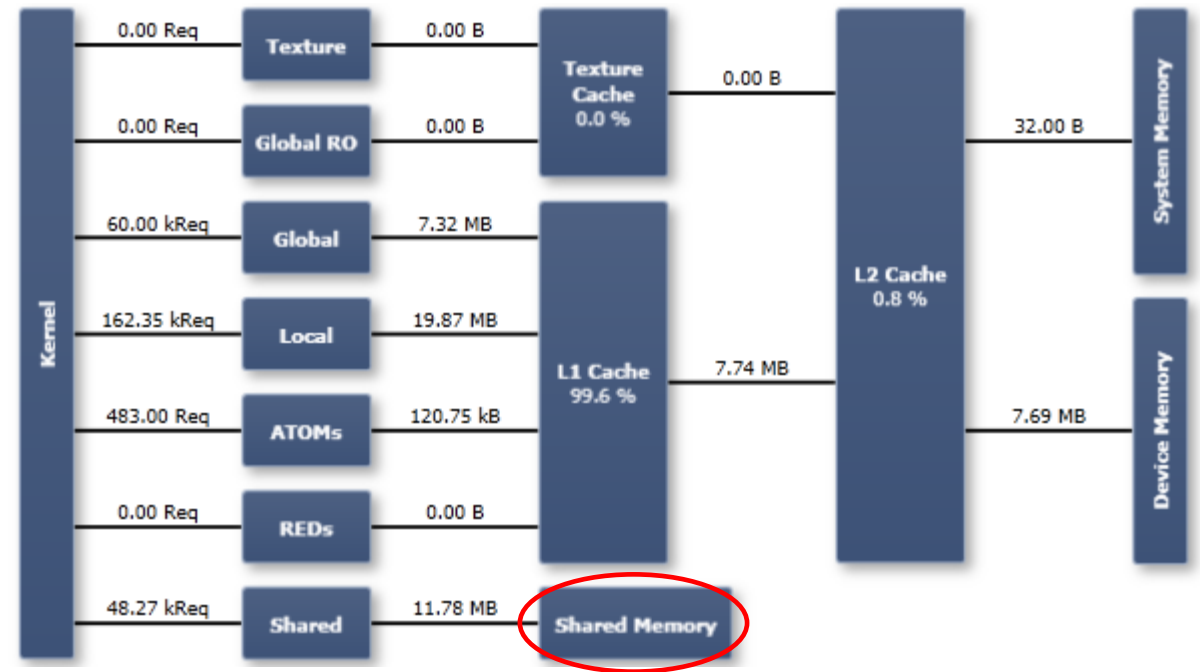 Kernel
0.00 Req
Texture
0.00 B
Texture
Cache
0.0 %
0.00 B
0.00 Req
Global RO
0.00 B
60.00 kReq
Global
7.32 MB
162.35 kReq
Local
19.87 MB
L1 Cache
99.6 %
7.74 MB
483.00 Req
ATOMs
120.75 kB
0.00 Req
REDs
0.00 B
48.27 kReq
Shared
11.78 MB
Shared Memory
L2 Cache
0.8 %
32.00 B
System Memory
7.69 MB
Device Memory